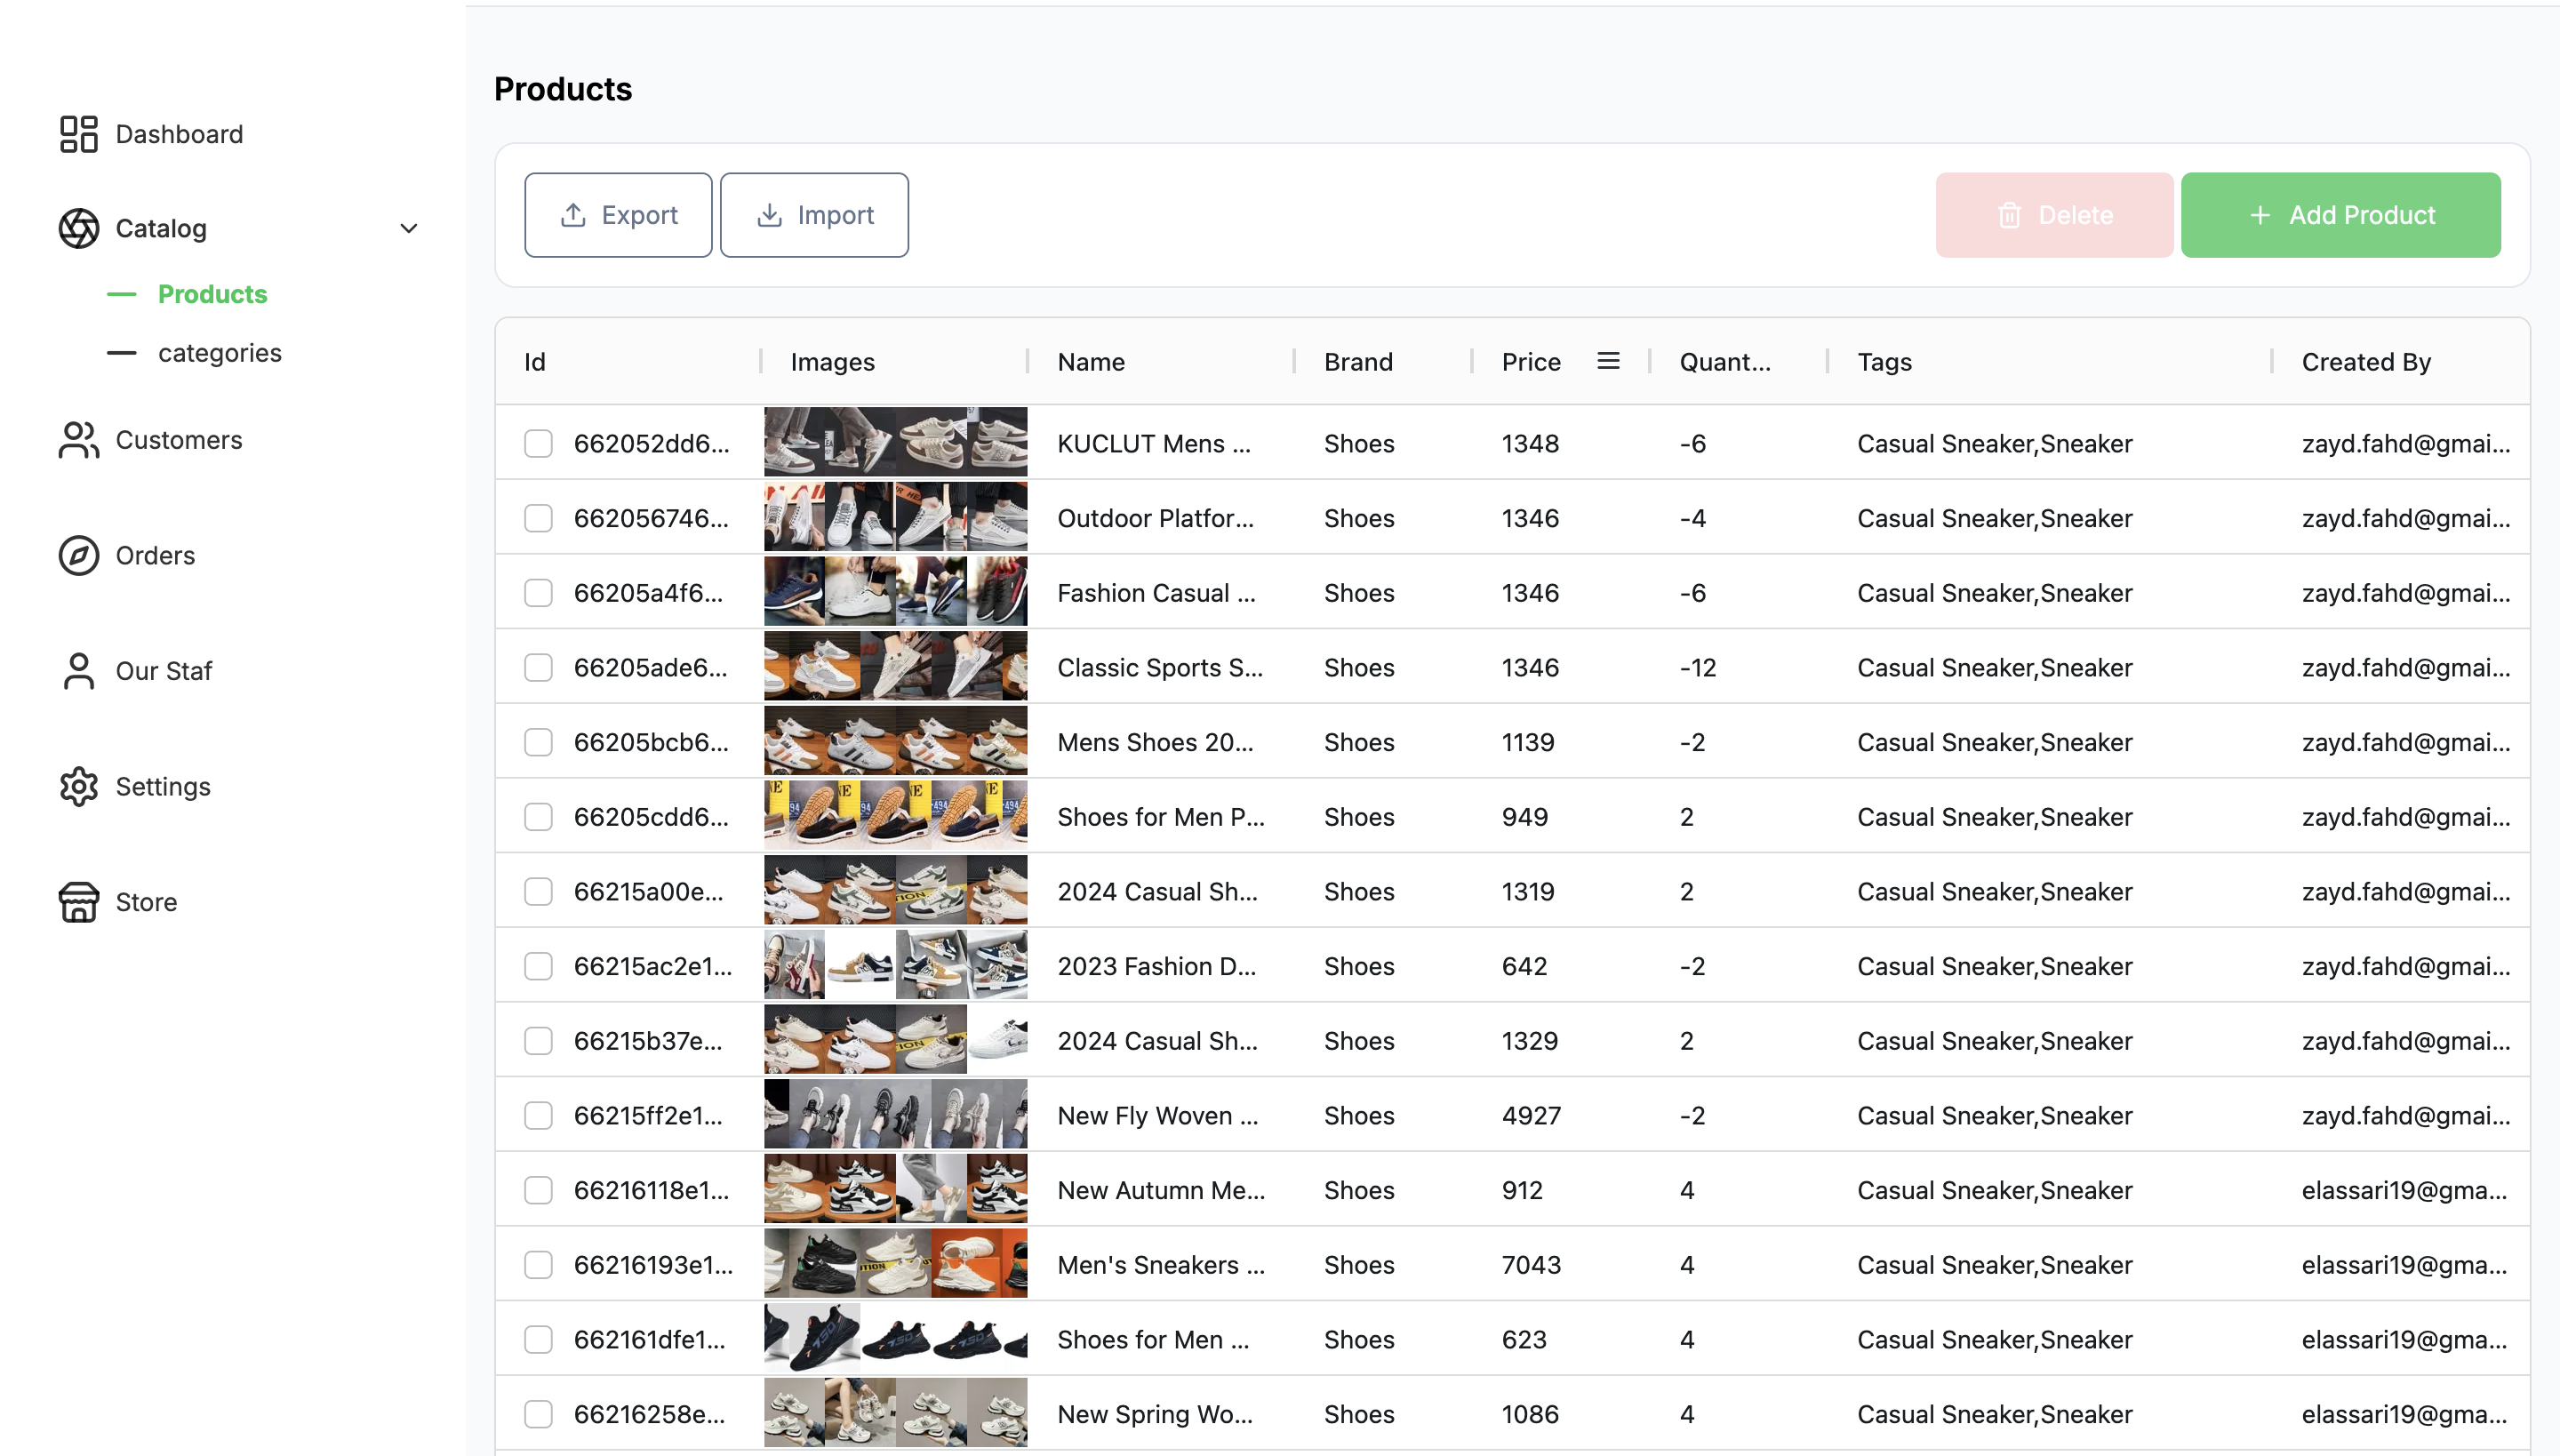 Dashboard
Catalog
Products
categories
Customers
Orders
Our Staf
Settings
Store
Products
Export Import Delete Add Product
Id Images Name Brand Price Quant... Tags Created By
662052dd6... KUCLUT Mens ... Shoes 1348 -6 Casual Sneaker,Sneaker zayd.fahd@gmai...
662056746... Outdoor Platfor... Shoes 1346 -4 Casual Sneaker,Sneaker zayd.fahd@gmai...
66205a4f6... Fashion Casual ... Shoes 1346 -6 Casual Sneaker,Sneaker zayd.fahd@gmai...
66205ade6... Classic Sports S... Shoes 1346 -12 Casual Sneaker,Sneaker zayd.fahd@gmai...
66205bcb6... Mens Shoes 20... Shoes 1139 -2 Casual Sneaker,Sneaker zayd.fahd@gmai...
66205cdd6... Shoes for Men P... Shoes 949 2 Casual Sneaker,Sneaker zayd.fahd@gmai...
66215a00e... 2024 Casual Sh... Shoes 1319 2 Casual Sneaker,Sneaker zayd.fahd@gmai...
66215ac2e1... 2023 Fashion D... Shoes 642 -2 Casual Sneaker,Sneaker zayd.fahd@gmai...
66215b37e... 2024 Casual Sh... Shoes 1329 2 Casual Sneaker,Sneaker zayd.fahd@gmai...
66215ff2e1... New Fly Woven ... Shoes 4927 -2 Casual Sneaker,Sneaker zayd.fahd@gmai...
66216118e1... New Autumn Me... Shoes 912 4 Casual Sneaker,Sneaker elassari19@gma...
66216193e1... Men's Sneakers ... Shoes 7043 4 Casual Sneaker,Sneaker elassari19@gma...
662161dfe1... Shoes for Men ... Shoes 623 4 Casual Sneaker,Sneaker elassari19@gma...
66216258e... New Spring Wo... Shoes 1086 4 Casual Sneaker,Sneaker elassari19@gma...